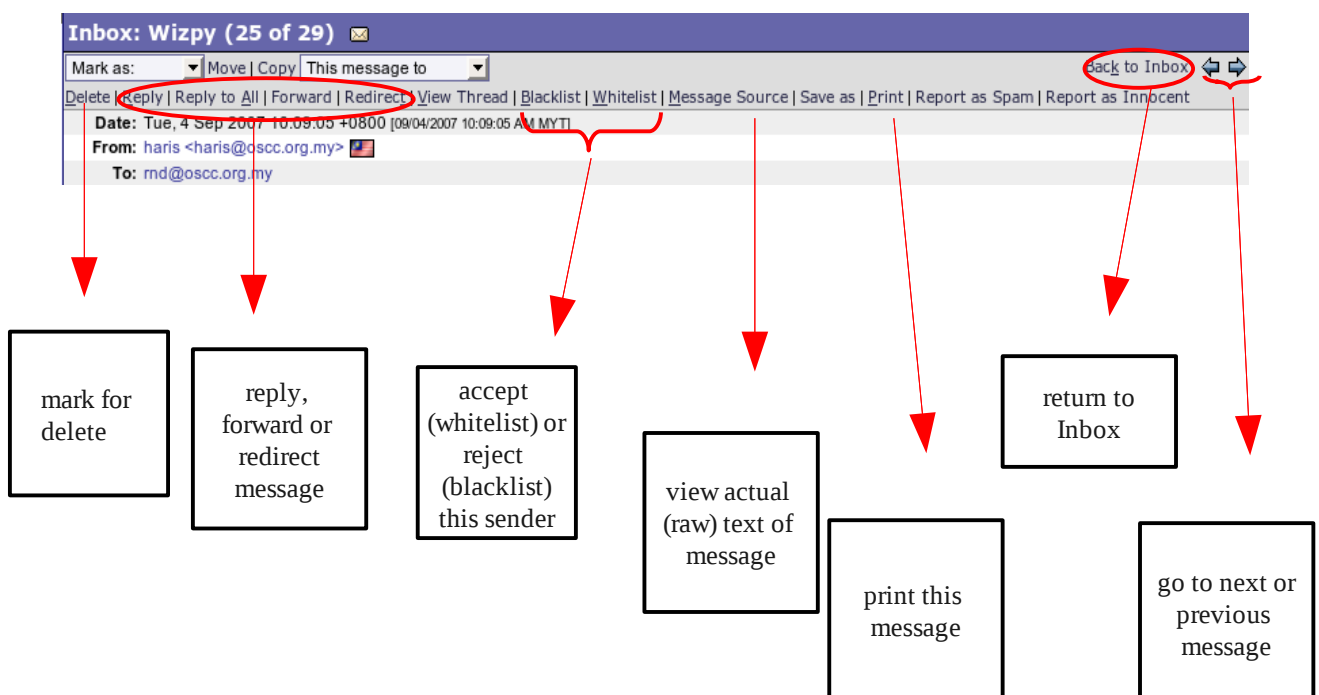 Inbox: Wizpy (25 of 29)
Mark as: Move | Copy This message to Back to Inbox
Delete | Reply | Reply to All | Forward | Redirect | View Thread | Blacklist | Whitelist | Message Source | Save as | Print | Report as Spam | Report as Innocent
Date: Tue, 4 Sep 2007 10:09:05 +0800 [09/04/2007 10:09:05 AM MYT]
From: haris <haris@oscc.org.my>
To: rnd@oscc.org.my
mark for
delete
reply,
forward or
redirect
message
accept
(whitelist) or
reject
(blacklist)
this sender
view actual
(raw) text of
message
print this
message
return to
Inbox
go to next or
previous
message